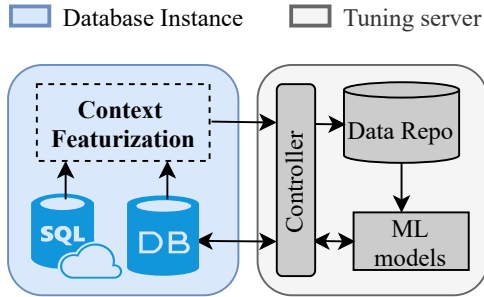 Database Instance
Tuning server
Context
Featurization
Controller
Data Repo
SQL
DB
ML
models